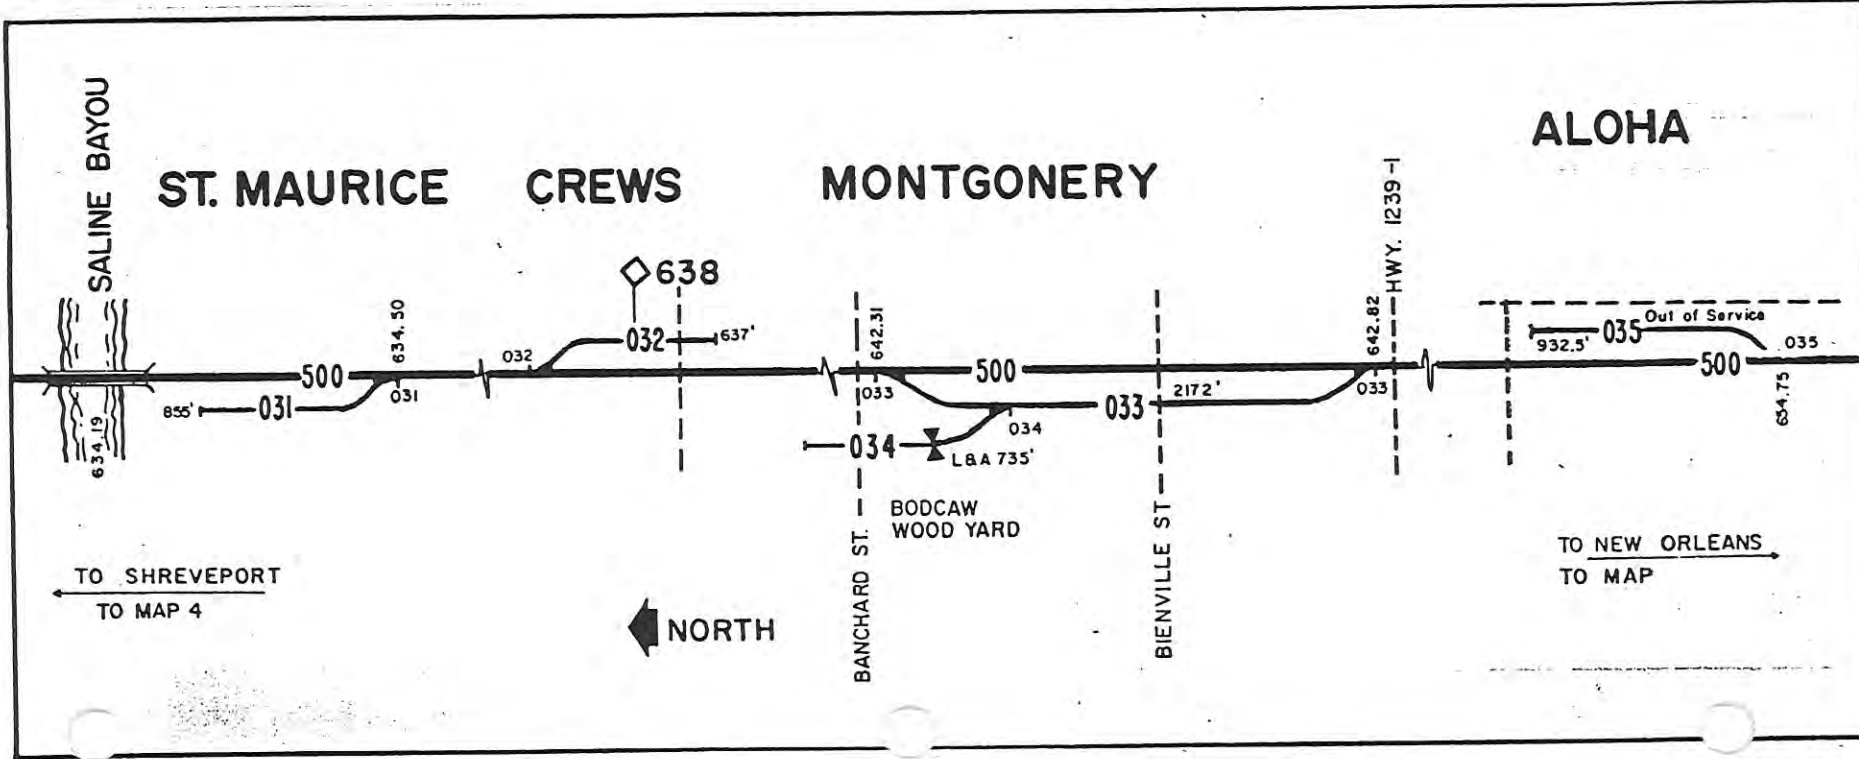 SALINE BAYOU
634.19
ST. MAURICE
CREWS
MONTGONERY
ALOHA
855'
031
500
634.50
031
032
638
032
637'
642.31
033
500
034
L&A 735'
034
033
2172'
642.82
033
HWY. 1239-1
932.5'
035
Out of Service
500
035
654.75
BODCAW
WOOD YARD
BANCHARD ST.
BIENVILLE ST
TO SHREVEPORT
TO MAP 4
NORTH
TO NEW ORLEANS
TO MAP